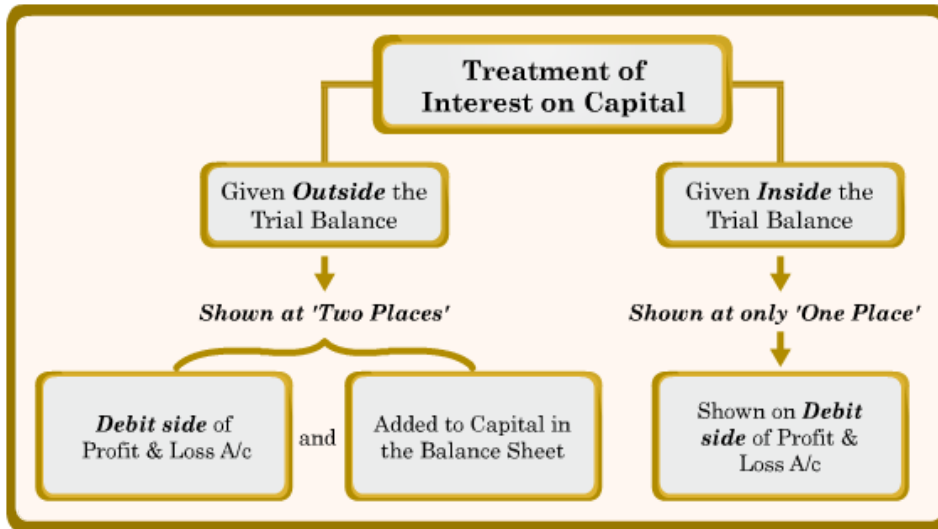 Treatment of
Interest on Capital
Given Outside the
Trial Balance
Given Inside the
Trial Balance
Shown at 'Two Places'
Shown at only 'One Place'
Debit side of
Profit & Loss A/c
and
Added to Capital in
the Balance Sheet
Shown on Debit
side of Profit &
Loss A/c